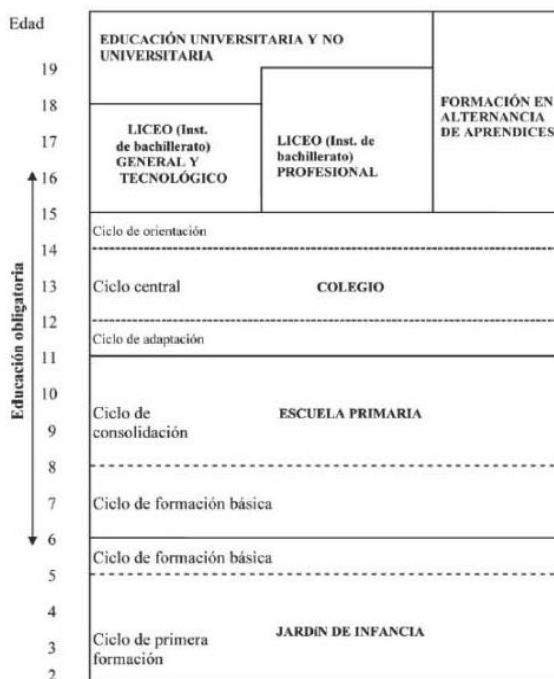 Edad
EDUCACIÓN UNIVERSITARIA Y NO
UNIVERSITARIA
19
18
FORMACIÓN EN
ALTERNANCIA
DE APRENDICES
LICEO (Inst.
de bachillerato)
GENERAL Y
TECNOLÓGICO
LICEO (Inst. de
bachillerato)
PROFESIONAL
17
16
15
Ciclo de orientación
14
13
Ciclo central
COLEGIO
12
Ciclo de adaptación
11
Educación obligatoria
10
Ciclo de
consolidación
ESCUELA PRIMARIA
9
8
7
Ciclo de formación básica
6
Ciclo de formación básica
5
4
Ciclo de primera
formación
JARDíN DE INFANCIA
3
2